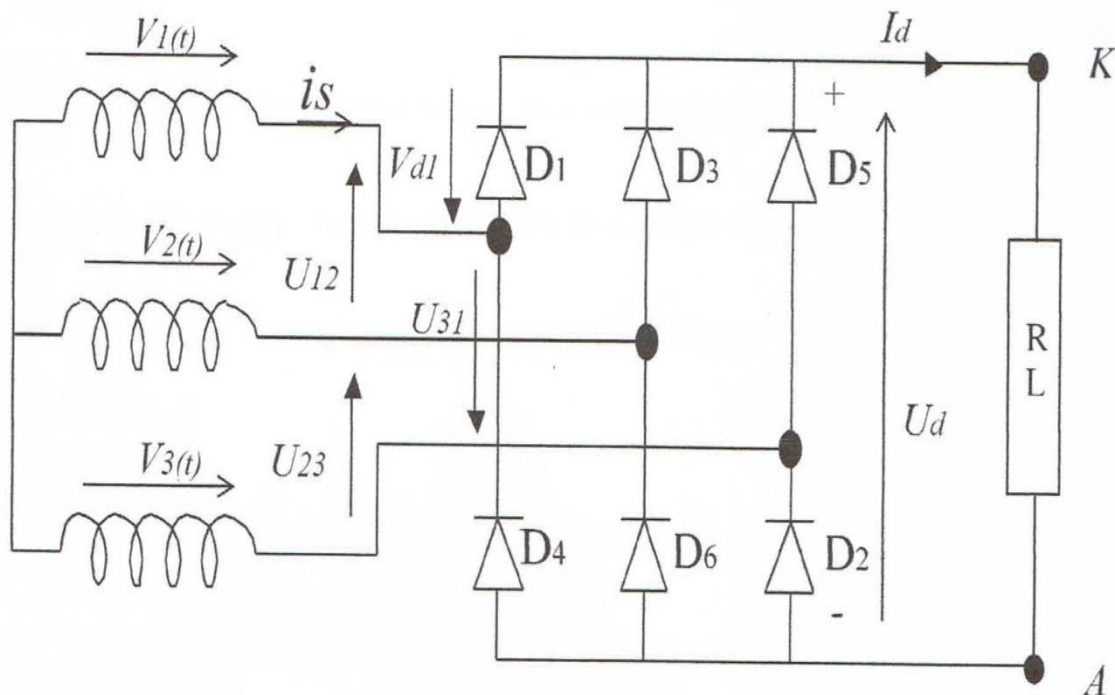 V1(t)
Id
K
is
+
Vd1
D1
D3
D5
V2(t)
U12
U31
R
L
Ud
V3(t)
U23
D4
D6
D2
-
A